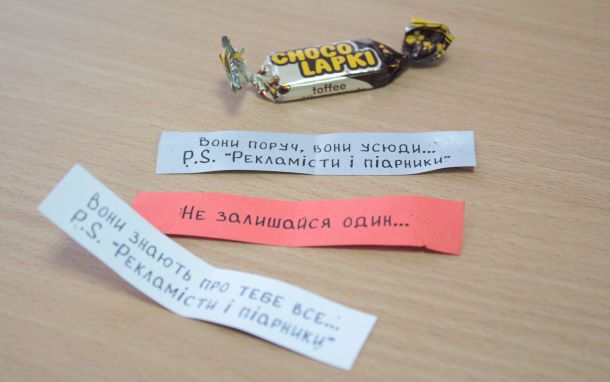 CHOCO
LAPKI
toffee
Вони поруч, вони усюди...
P.S. "Рекламісти і піарники"
Не залишайся один...
Вони знають про тебе все...
P.S. "Рекламісти і піарники"